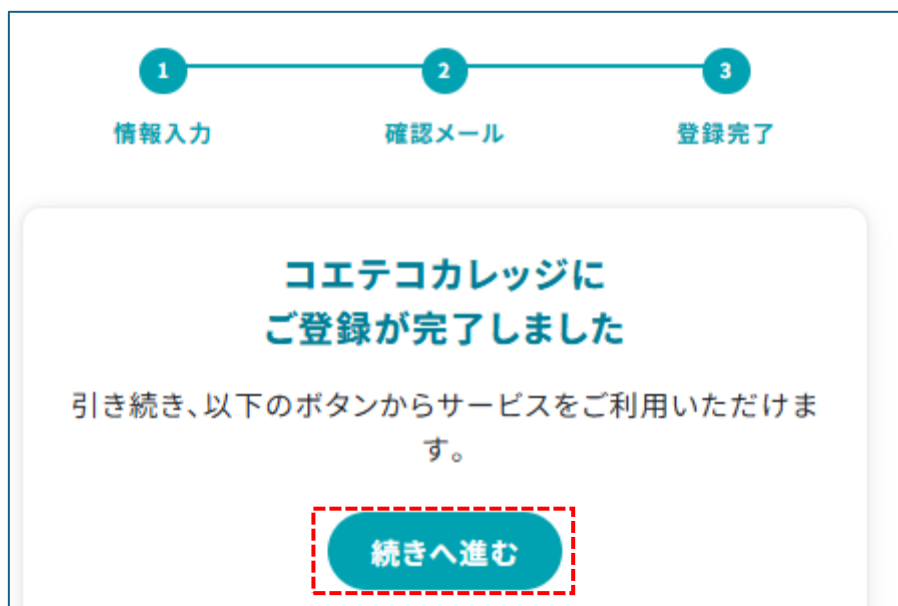 1
2
3
情報入力
確認メール
登録完了
コエテコカレッジに
ご登録が完了しました
引き続き、以下のボタンからサービスをご利用いただけま
す。
続きへ進む